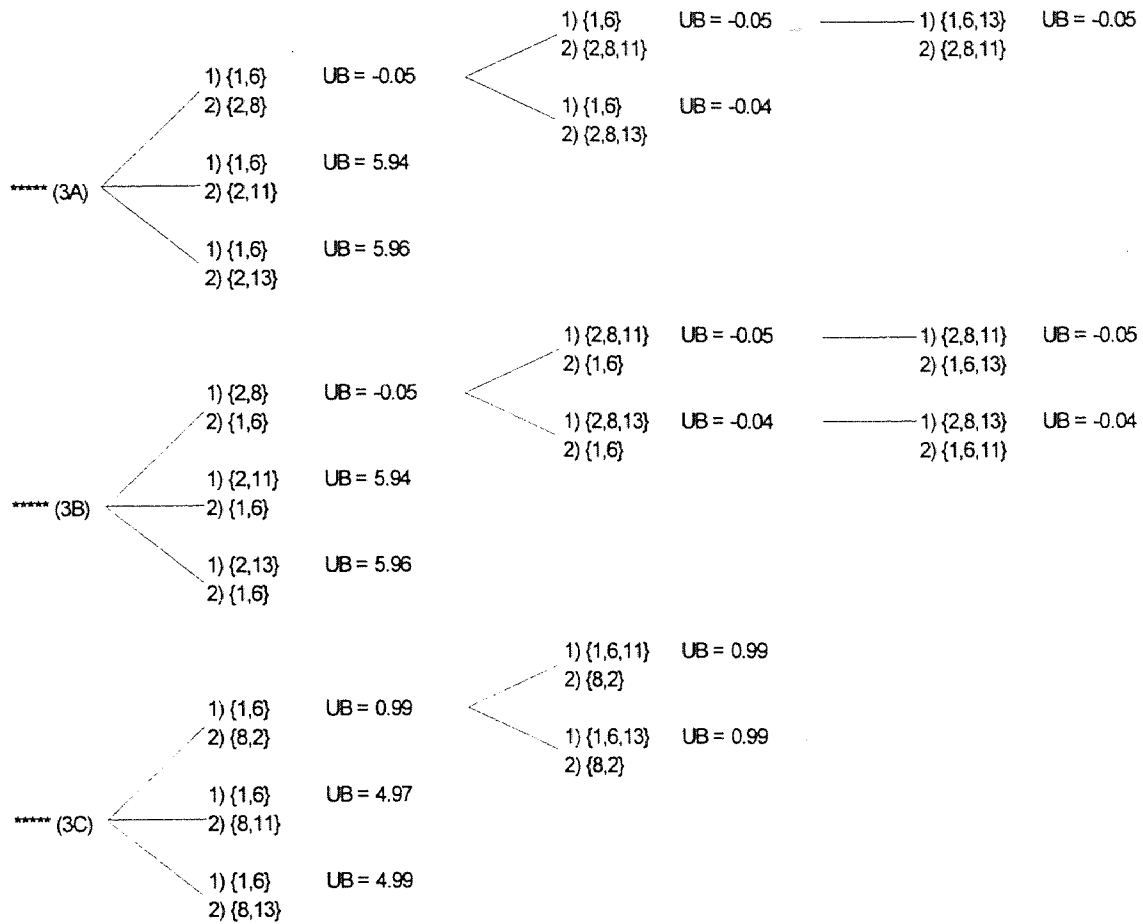 1) {1,6} UB = -0.05 1) {1,6,13} UB = -0.05
2) {2,8,11} 2) {2,8,11}
1) {1,6} UB = -0.05
2) {2,8}
1) {1,6} UB = -0.04
2) {2,8,13}
1) {1,6} UB = 5.94
***** (3A) 2) {2,11}
1) {1,6} UB = 5.96
2) {2,13}
1) {2,8,11} UB = -0.05 1) {2,8,11} UB = -0.05
2) {1,6} 2) {1,6,13}
1) {2,8} UB = -0.05
2) {1,6}
1) {2,8,13} UB = -0.04 1) {2,8,13} UB = -0.04
2) {1,6} 2) {1,6,11}
1) {2,11} UB = 5.94
***** (3B) 2) {1,6}
1) {2,13} UB = 5.96
2) {1,6}
1) {1,6,11} UB = 0.99
2) {8,2}
1) {1,6} UB = 0.99
2) {8,2}
1) {1,6,13} UB = 0.99
2) {8,2}
1) {1,6} UB = 4.97
***** (3C) 2) {8,11}
1) {1,6} UB = 4.99
2) {8,13}